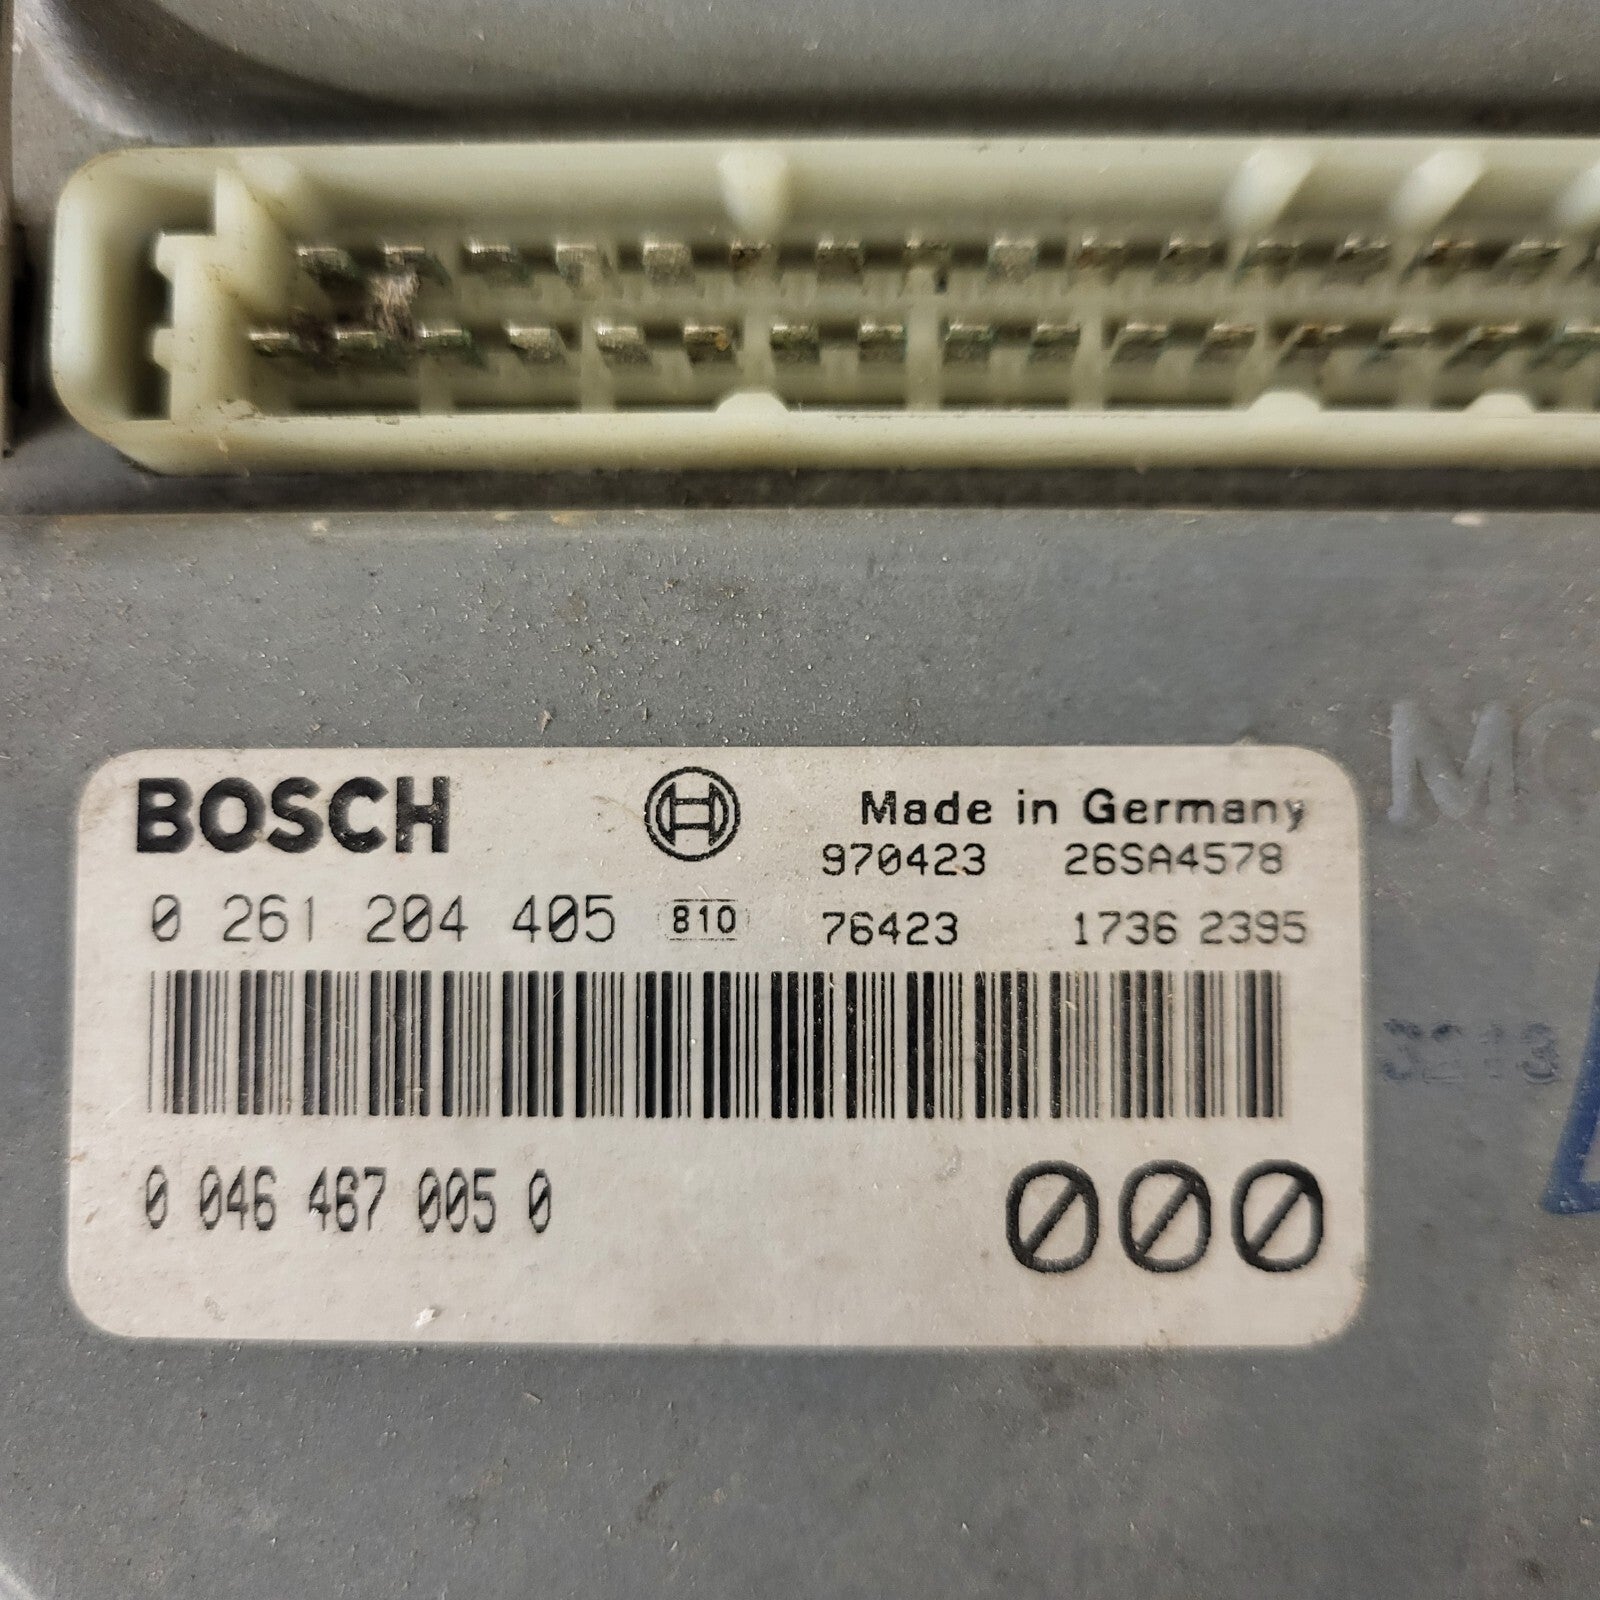 BOSCH Made in Germany
970423 26SA4578
0 261 204 405 810 76423 1736 2395
0 046 467 005 0 000